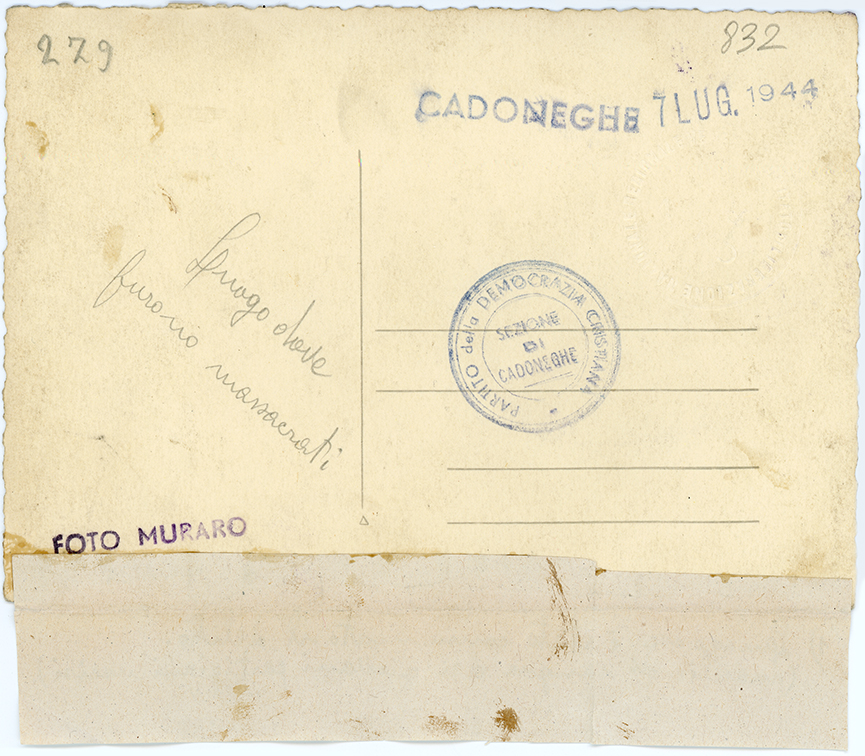 279
832
CADONEGHE 7 LUG. 1944
Luogo dove
furono massacrati
PARTITO della DEMOCRAZIA CRISTIANA
SEZIONE
DI
CADONEGHE
FOTO MURARO